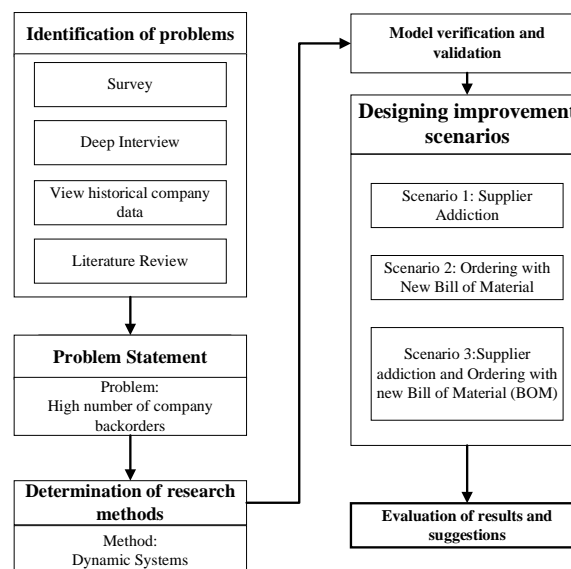 Identification of problems
Survey
Deep Interview
View historical company
data
Literature Review
Problem Statement
Problem:
High number of company
backorders
Determination of research
methods
Method:
Dynamic Systems
Model verification and
validation
Designing improvement
scenarios
Scenario 1: Supplier
Addiction
Scenario 2: Ordering with
New Bill of Material
Scenario 3:Supplier
addiction and Ordering with
new Bill of Material (BOM)
Evaluation of results and
suggestions